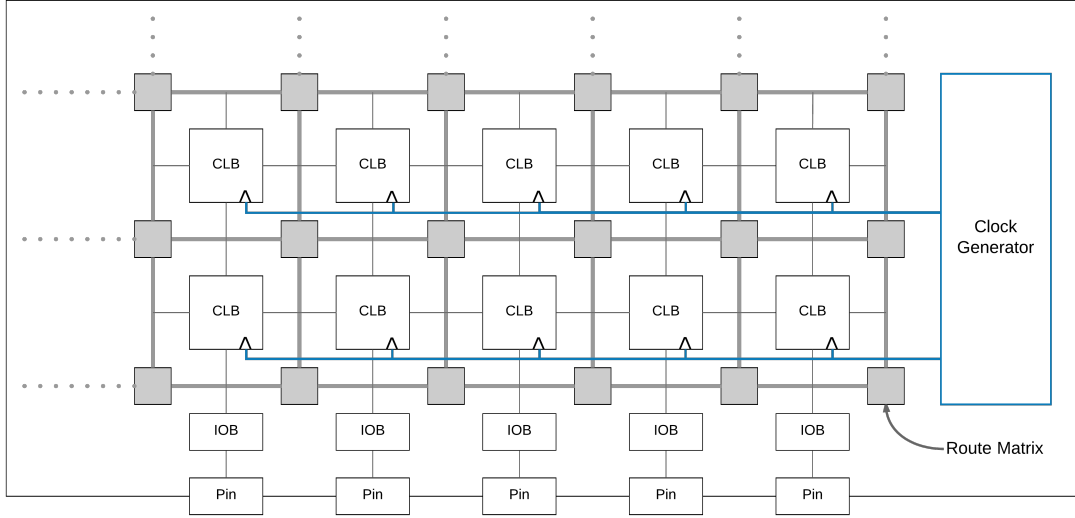 CLB CLB CLB CLB CLB
Clock
Generator
CLB CLB CLB CLB CLB
IOB IOB IOB IOB IOB
Route Matrix
Pin Pin Pin Pin Pin